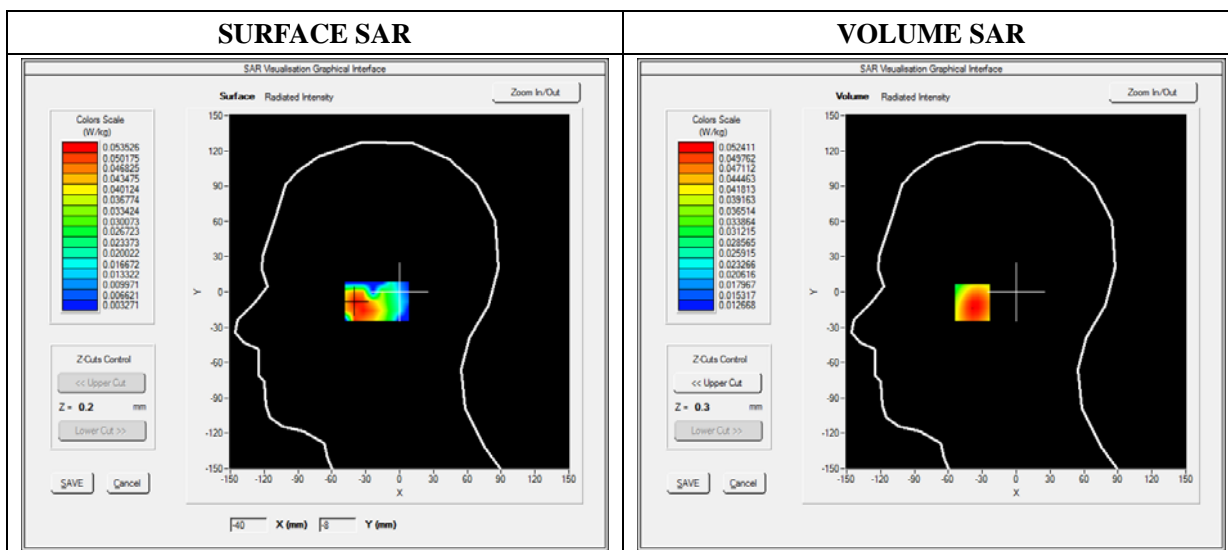 SURFACE SAR
SAR Visualisation Graphical Interface
Surface Radiated Intensity
Zoom In/Out
Colors Scale
(W/kg)
0.053526
0.050175
0.046825
0.043475
0.040124
0.036774
0.033424
0.030073
0.026723
0.023373
0.020022
0.016672
0.013322
0.009971
0.006621
0.003271
Z-Cuts Control
<< Upper Cut
Z = 0.2 mm
Lower Cut >>
SAVE Cancel
150
120
90
60
30
0
-30
-60
-90
-120
-150
Y
-150 -120 -90 -60 -30 0 30 60 90 120 150
X
-40 X (mm) -8 Y (mm)
VOLUME SAR
SAR Visualisation Graphical Interface
Volume Radiated Intensity
Zoom In/Out
Colors Scale
(W/kg)
0.052411
0.049762
0.047112
0.044463
0.041813
0.039163
0.036514
0.033864
0.031215
0.028565
0.025915
0.023266
0.020616
0.017967
0.015317
0.012668
Z-Cuts Control
<< Upper Cut
Z = 0.3 mm
Lower Cut >>
SAVE Cancel
150
120
90
60
30
0
-30
-60
-90
-120
-150
Y
-150 -120 -90 -60 -30 0 30 60 90 120 150
X